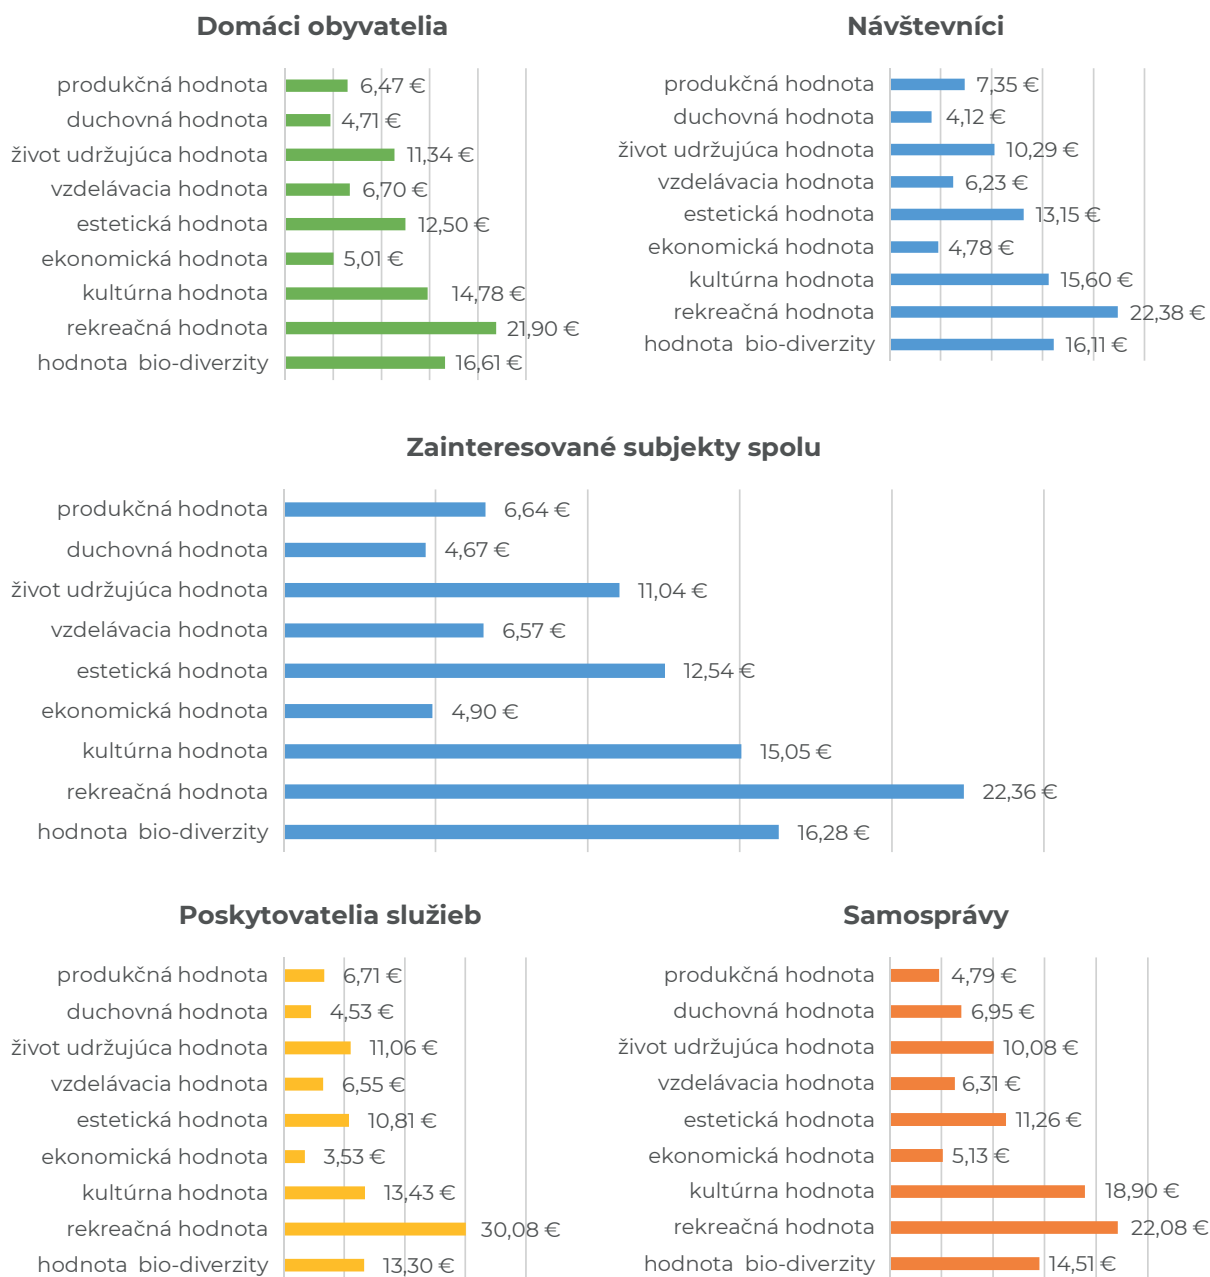 Domáci obyvatelia
produkčná hodnota 6,47 €
duchovná hodnota 4,71 €
život udržujúca hodnota 11,34 €
vzdelávacia hodnota 6,70 €
estetická hodnota 12,50 €
ekonomická hodnota 5,01 €
kultúrna hodnota 14,78 €
rekreačná hodnota 21,90 €
hodnota bio-diverzity 16,61 €
Návštevníci
produkčná hodnota 7,35 €
duchovná hodnota 4,12 €
život udržujúca hodnota 10,29 €
vzdelávacia hodnota 6,23 €
estetická hodnota 13,15 €
ekonomická hodnota 4,78 €
kultúrna hodnota 15,60 €
rekreačná hodnota 22,38 €
hodnota bio-diverzity 16,11 €
Zainteresované subjekty spolu
produkčná hodnota 6,64 €
duchovná hodnota 4,67 €
život udržujúca hodnota 11,04 €
vzdelávacia hodnota 6,57 €
estetická hodnota 12,54 €
ekonomická hodnota 4,90 €
kultúrna hodnota 15,05 €
rekreačná hodnota 22,36 €
hodnota bio-diverzity 16,28 €
Poskytovatelia služieb
produkčná hodnota 6,71 €
duchovná hodnota 4,53 €
život udržujúca hodnota 11,06 €
vzdelávacia hodnota 6,55 €
estetická hodnota 10,81 €
ekonomická hodnota 3,53 €
kultúrna hodnota 13,43 €
rekreačná hodnota 30,08 €
hodnota bio-diverzity 13,30 €
Samosprávy
produkčná hodnota 4,79 €
duchovná hodnota 6,95 €
život udržujúca hodnota 10,08 €
vzdelávacia hodnota 6,31 €
estetická hodnota 11,26 €
ekonomická hodnota 5,13 €
kultúrna hodnota 18,90 €
rekreačná hodnota 22,08 €
hodnota bio-diverzity 14,51 €